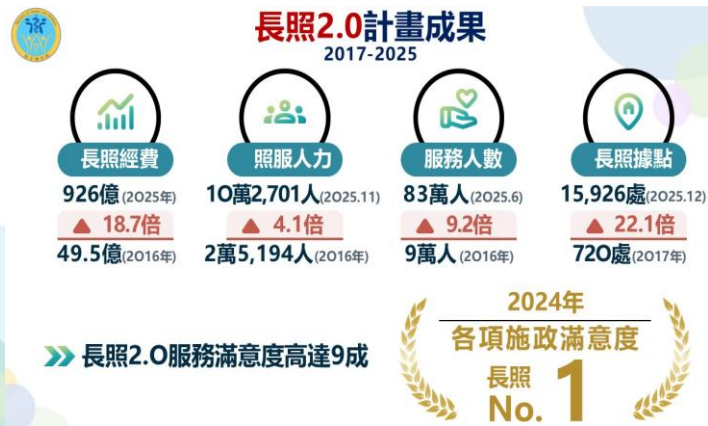 長照2.0計畫成果
2017-2025
長照經費
926億(2025年)
▲ 18.7倍
49.5億(2016年)
照服人力
10萬2,701人(2025.11)
▲ 4.1倍
2萬5,194人(2016年)
服務人數
83萬人(2025.6)
▲ 9.2倍
9萬人(2016年)
長照據點
15,926處(2025.12)
▲ 22.1倍
720處(2017年)
長照2.0服務滿意度高達9成
2024年
各項施政滿意度
長照
No. 1